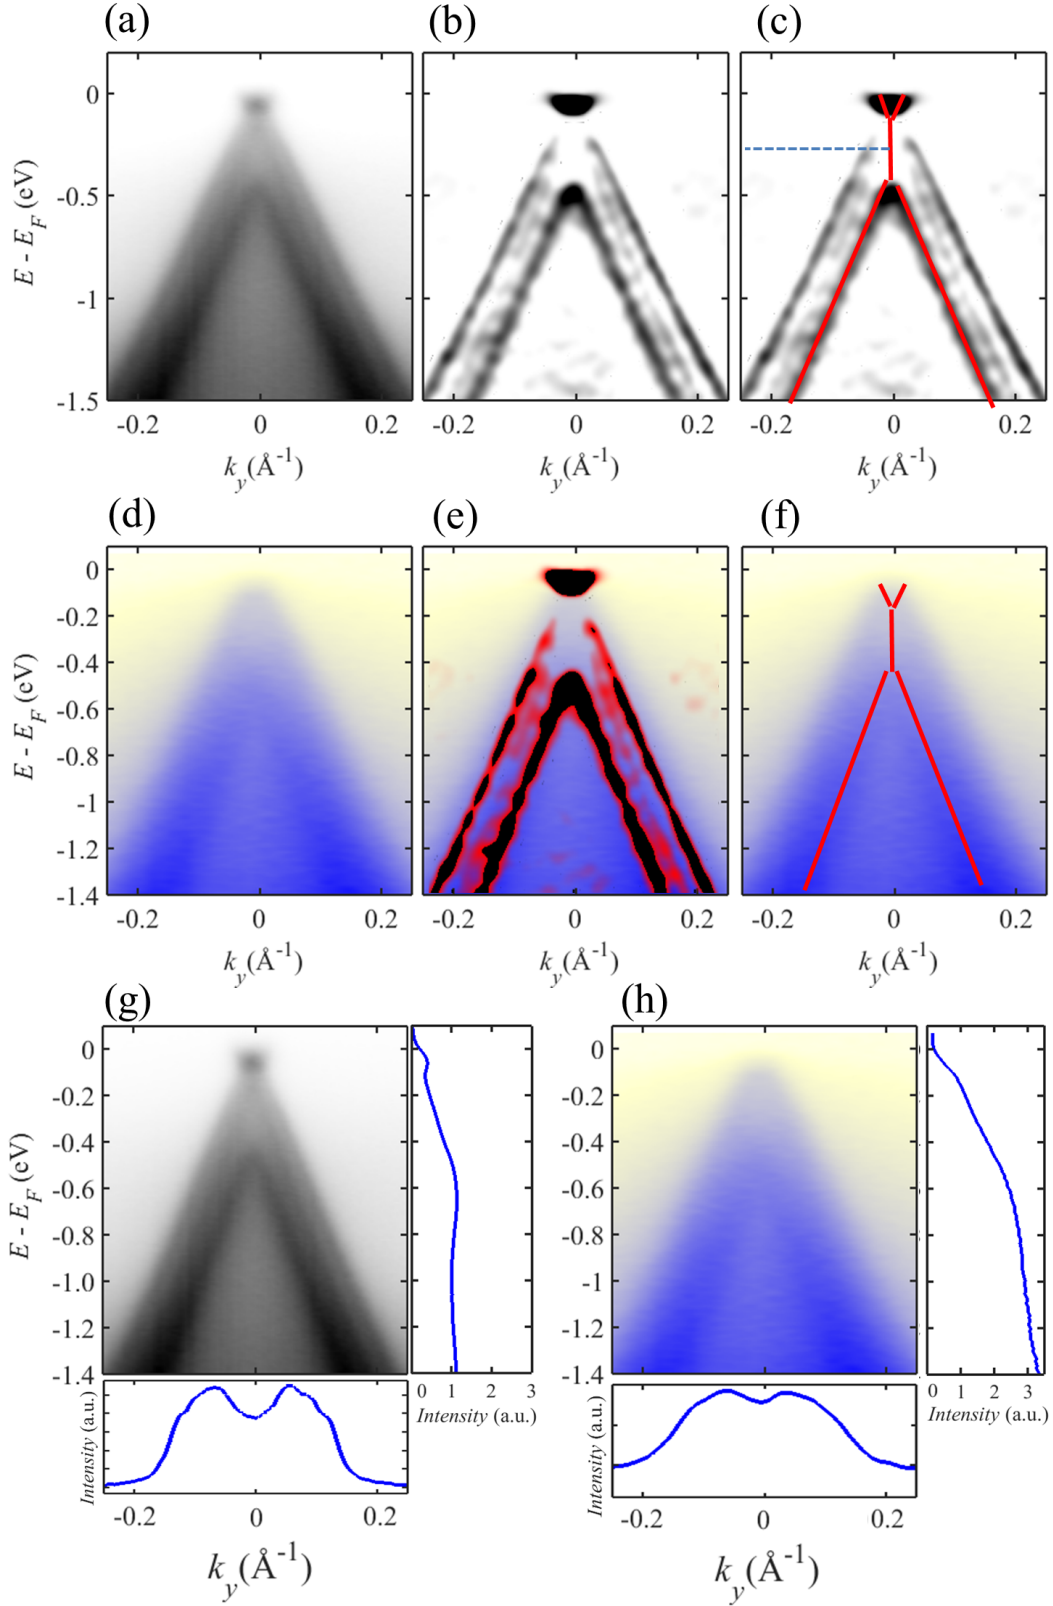 (a) (b) (c)
0
-0.5
-1
-1.5
E - E_F (eV)
-0.2 0 0.2 -0.2 0 0.2 -0.2 0 0.2
k_y(Å^-1) k_y(Å^-1) k_y(Å^-1)
(d) (e) (f)
0
-0.2
-0.4
-0.6
-0.8
-1
-1.2
-1.4
E - E_F (eV)
-0.2 0 0.2 -0.2 0 0.2 -0.2 0 0.2
k_y(Å^-1) k_y(Å^-1) k_y(Å^-1)
(g)
0
-0.2
-0.4
-0.6
-0.8
-1.0
-1.2
-1.4
E - E_F (eV)
0 1 2 3
Intensity (a.u.)
Intensity (a.u.)
-0.2 0 0.2
k_y(Å^-1)
(h)
0
-0.2
-0.4
-0.6
-0.8
-1
-1.2
-1.4
0 1 2 3
Intensity (a.u.)
Intensity (a.u.)
-0.2 0 0.2
k_y(Å^-1)